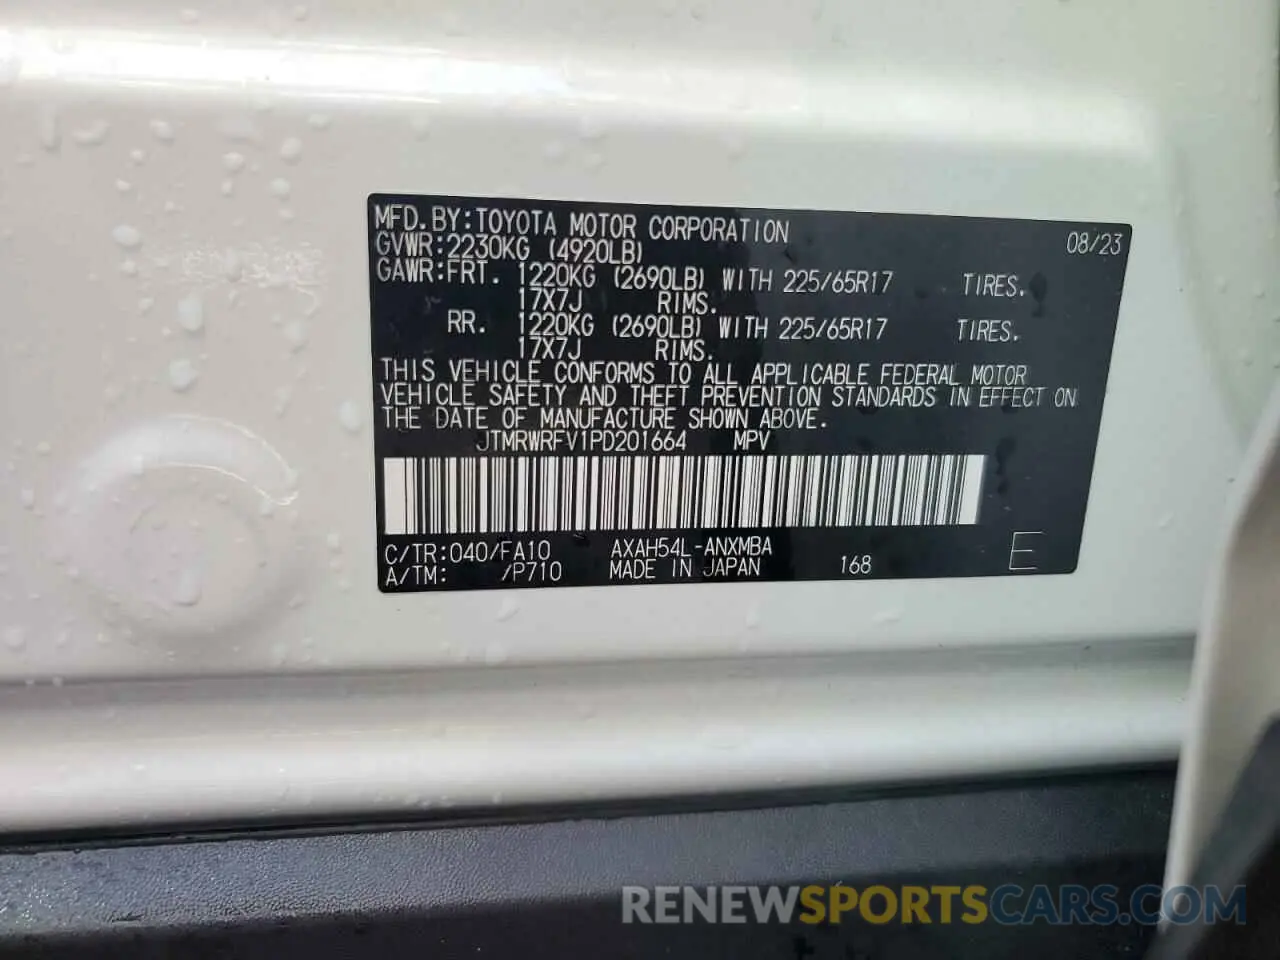 MFD.BY:TOYOTA MOTOR CORPORATION 08/23
GVWR:2230KG (4920LB)
GAWR:FRT. 1220KG (2690LB) WITH 225/65R17 TIRES.
17X7J RIMS.
RR. 1220KG (2690LB) WITH 225/65R17 TIRES.
17X7J RIMS.
THIS VEHICLE CONFORMS TO ALL APPLICABLE FEDERAL MOTOR
VEHICLE SAFETY AND THEFT PREVENTION STANDARDS IN EFFECT ON
THE DATE OF MANUFACTURE SHOWN ABOVE.
JTMRWRFV1PD201664 MPV
C/TR:040/FA10 AXAH54L-ANXMBA
A/TM: /P710 MADE IN JAPAN 168 E
RENEWSPORTSCARS.COM